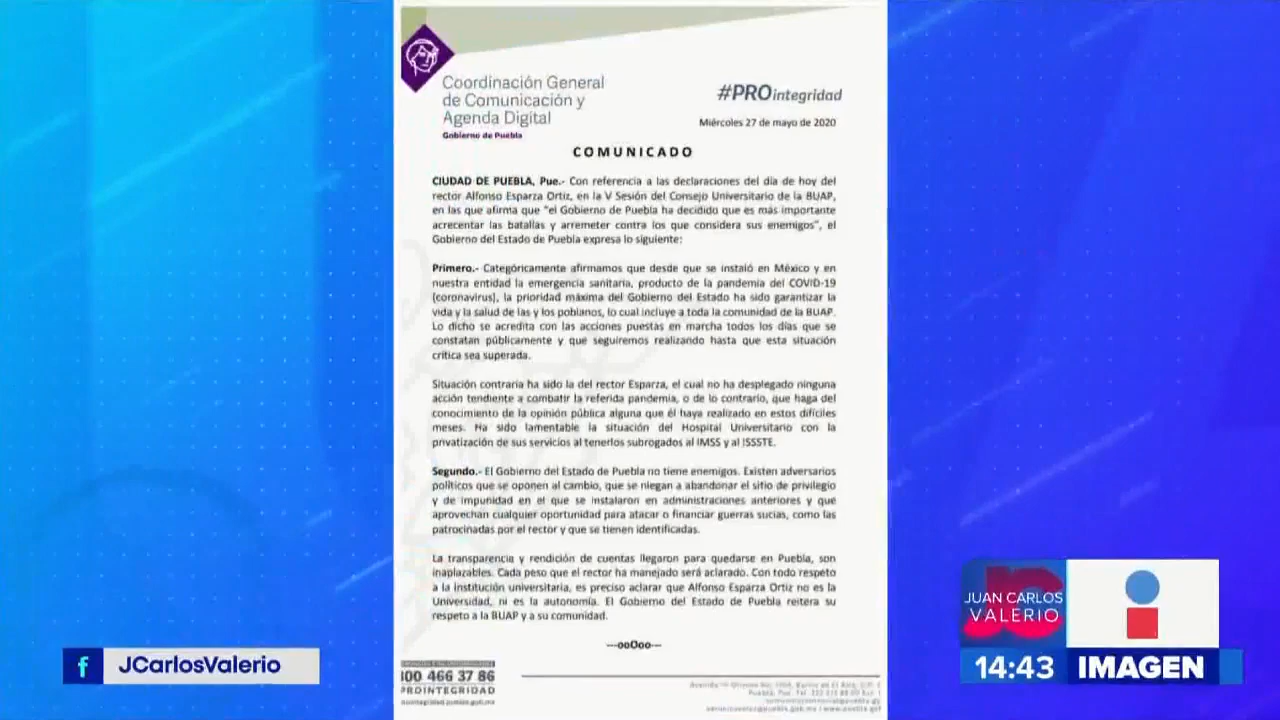 Coordinación General
de Comunicación y
Agenda Digital
Gobierno de Puebla
#PROintegridad
Miércoles 27 de mayo de 2020
COMUNICADO
CIUDAD DE PUEBLA, Pue.- Con referencia a las declaraciones del día de hoy del
rector Alfonso Esparza Ortiz, en la V Sesión del Consejo Universitario de la BUAP,
en las que afirma que "el Gobierno de Puebla ha decidido que es más importante
acrecentar las batallas y arremeter contra los que considera sus enemigos", el
Gobierno del Estado de Puebla expresa lo siguiente:
Primero.- Categóricamente afirmamos que desde que se instaló en México y en
nuestra entidad la emergencia sanitaria, producto de la pandemia del COVID-19
(coronavirus), la prioridad máxima del Gobierno del Estado ha sido garantizar la
vida y la salud de las y los poblanos, lo cual incluye a toda la comunidad de la BUAP.
Lo dicho se acredita con las acciones puestas en marcha todos los días que se
constatan públicamente y que seguiremos realizando hasta que esta situación
crítica sea superada.
Situación contraria ha sido la del rector Esparza, el cual no ha desplegado ninguna
acción tendiente a combatir la referida pandemia, o de lo contrario, que haga del
conocimiento de la opinión pública alguna que él haya realizado en estos difíciles
meses. Ha sido lamentable la situación del Hospital Universitario con la
privatización de sus servicios al tenerlos subrogados al IMSS y al ISSSTE.
Segundo.- El Gobierno del Estado de Puebla no tiene enemigos. Existen adversarios
políticos que se oponen al cambio, que se niegan a abandonar el sitio de privilegio
y de impunidad en el que se instalaron en administraciones anteriores y que
aprovechan cualquier oportunidad para atacar o financiar guerras sucias, como las
patrocinadas por el rector y que se tienen identificadas.
La transparencia y rendición de cuentas llegaron para quedarse en Puebla, son
inaplazables. Cada peso que el rector ha manejado será aclarado. Con todo respeto
a la institución universitaria, es preciso aclarar que Alfonso Esparza Ortiz no es la
Universidad, ni es la autonomía. El Gobierno del Estado de Puebla reitera su
respeto a la BUAP y a su comunidad.
---ooOoo---
00 466 37 86
PROINTEGRIDAD
f JCarlosValerio
JUAN CARLOS
VALERIO
14:43 IMAGEN